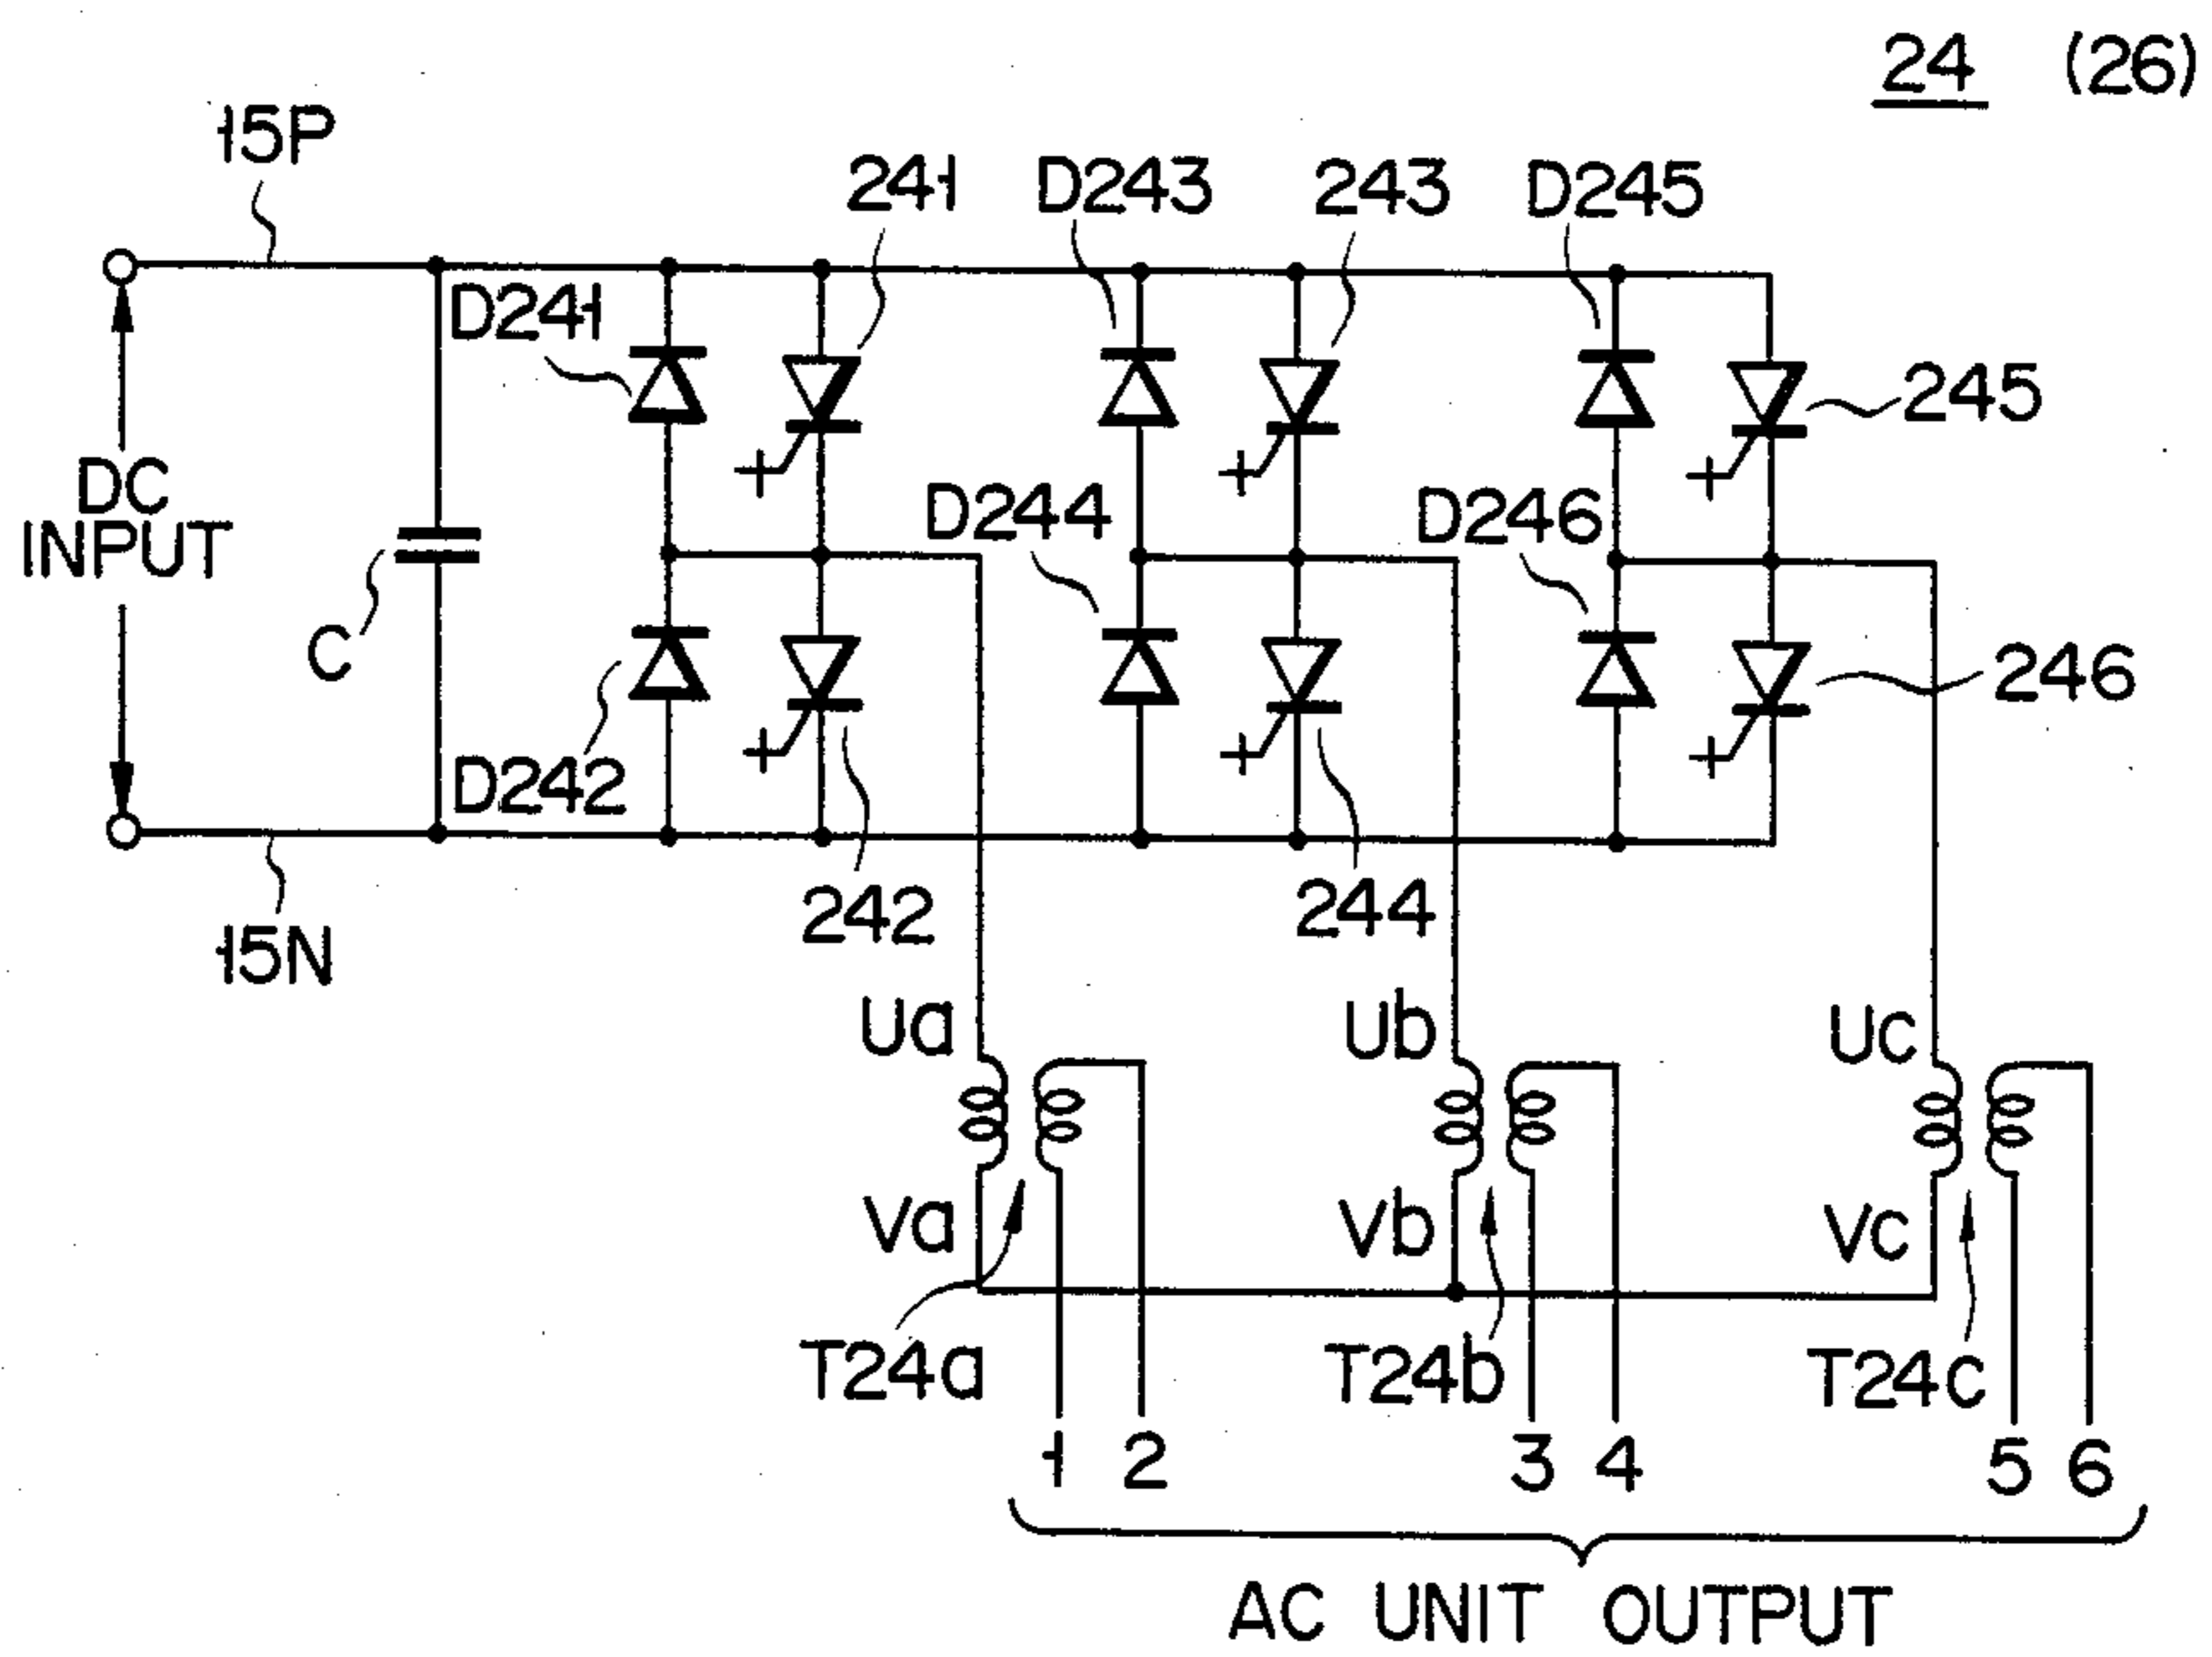 24 (26)
15P
241
D243
243
D245
D241
245
DC
INPUT
D244
D246
C
246
D242
242
244
15N
Ua
Ub
Uc
Va
Vb
Vc
T24a
T24b
T24c
1 2
3 4
5 6
AC UNIT OUTPUT